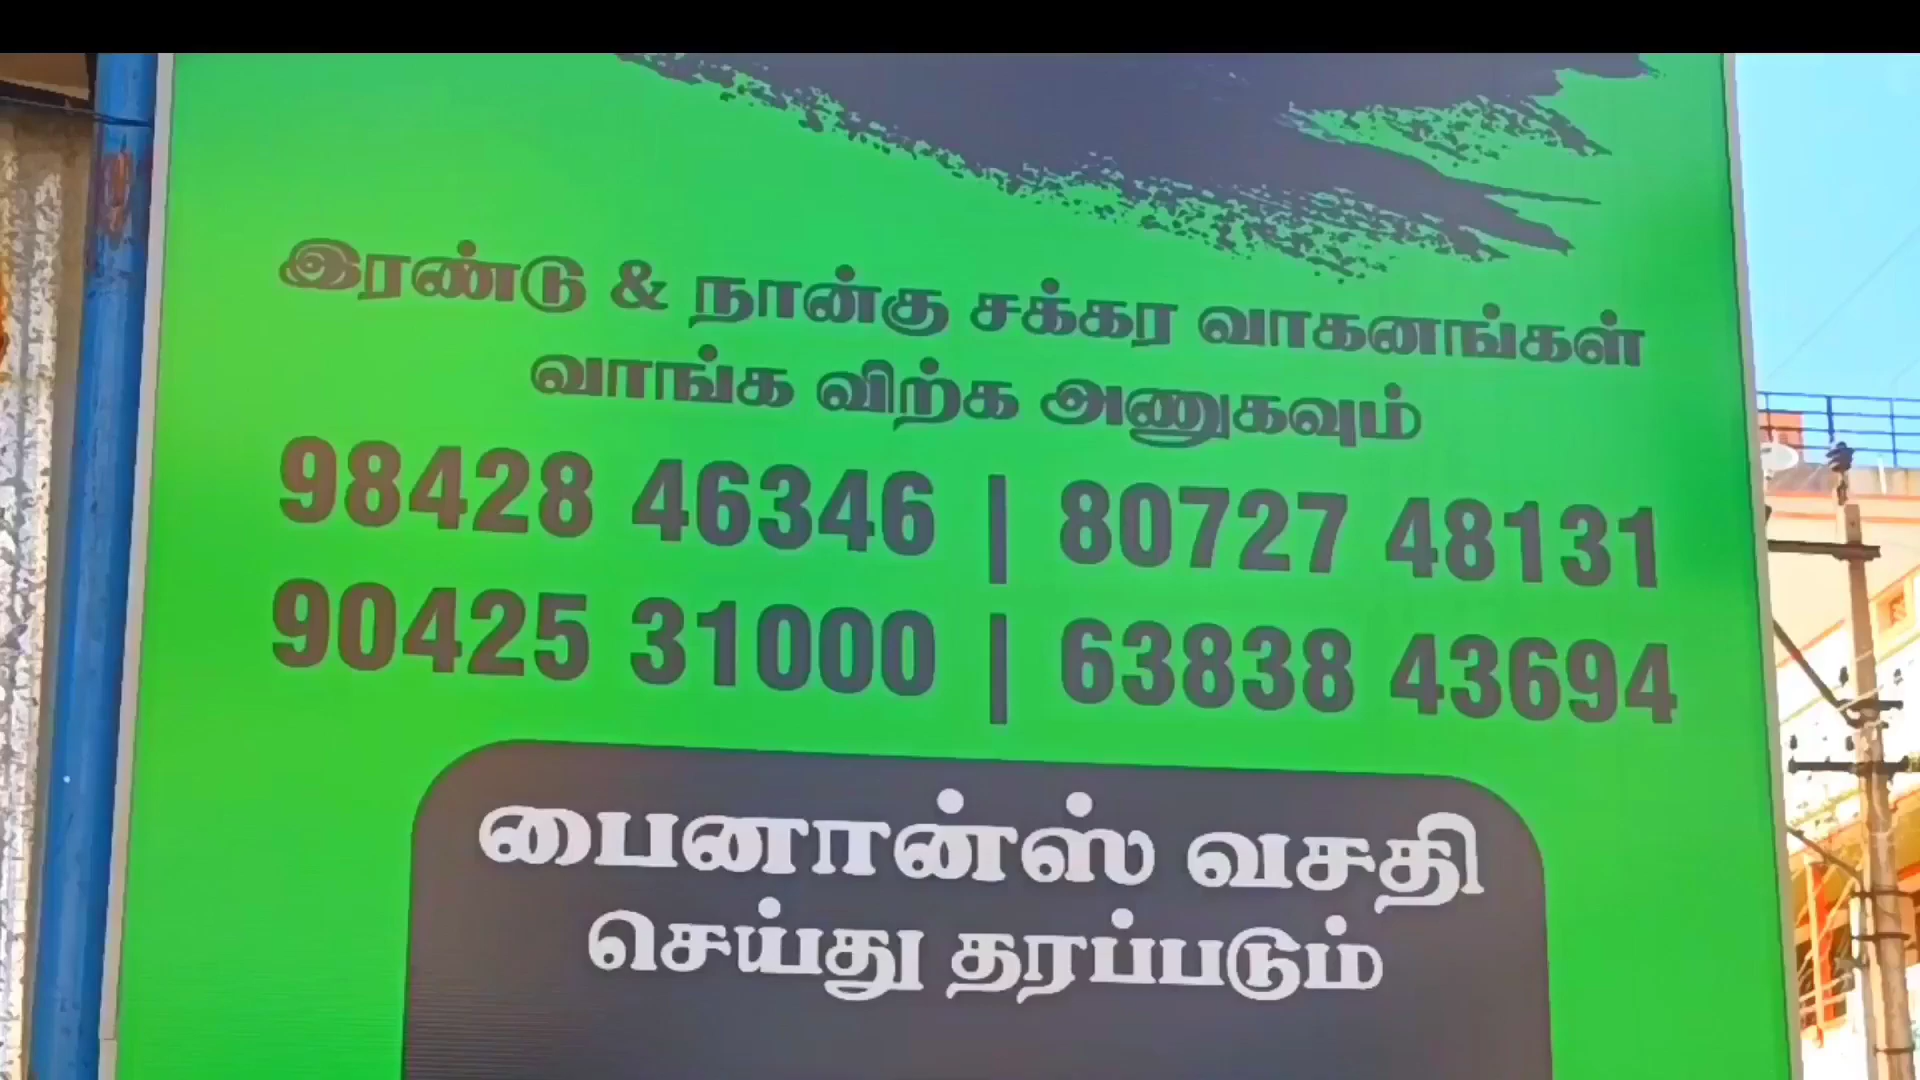 இரண்டு & நான்கு சக்கர வாகனங்கள்
வாங்க விற்க அணுகவும்
98428 46346 | 80727 48131
90425 31000 | 63838 43694
பைனான்ஸ் வசதி
செய்து தரப்படும்